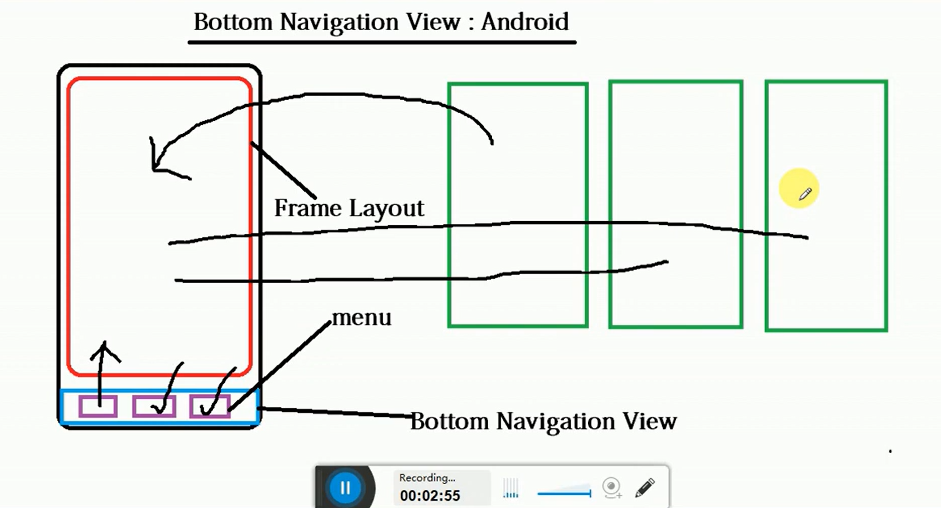 Bottom Navigation View : Android
Frame Layout
menu
Bottom Navigation View
Recording...
00:02:55